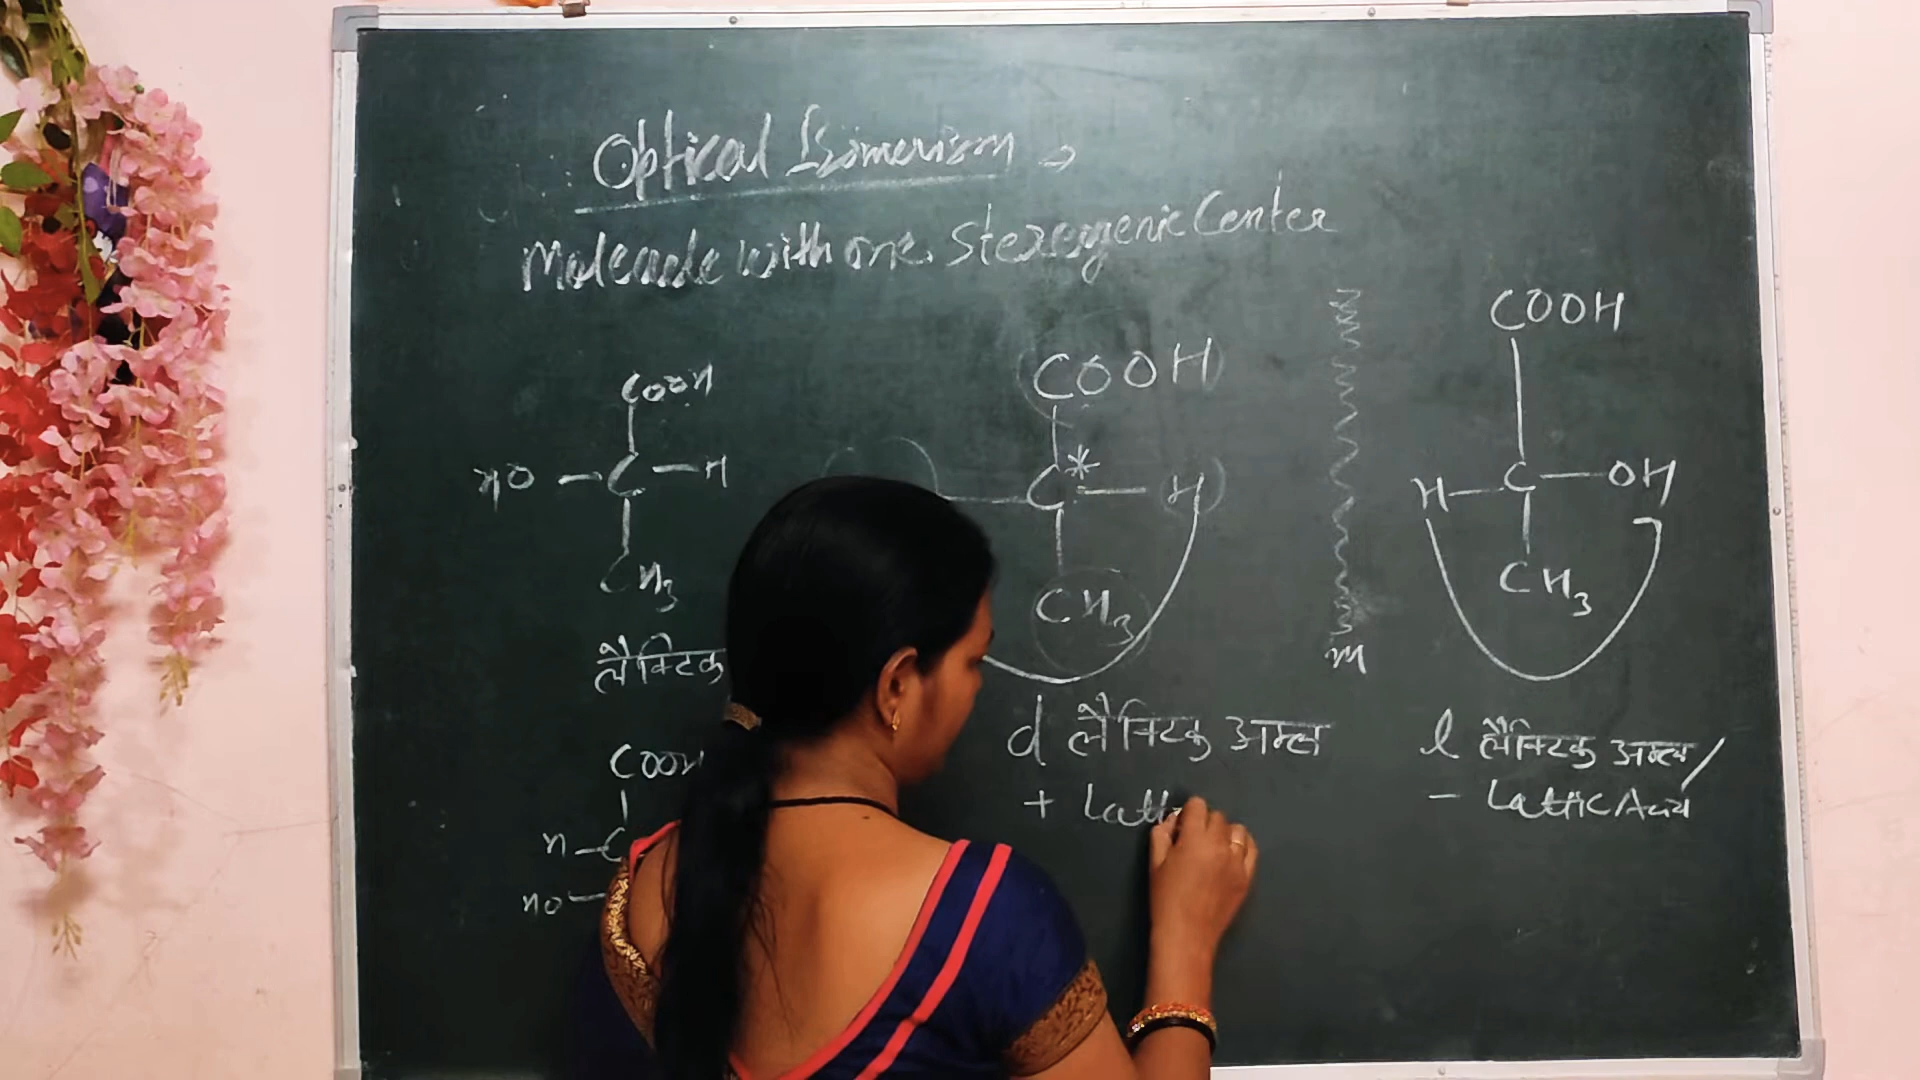 Optical Isomerism →
Molecule with one Stereogenic Center
COOH
HO — C — H
CH3
लैक्टिक
COOH
H — C
HO —
COOH
C* — H
CH3
d लैक्टिक अम्ल
+ Lact
m
COOH
H — C — OH
CH3
l लैक्टिक अम्ल/
- Lactic Acid